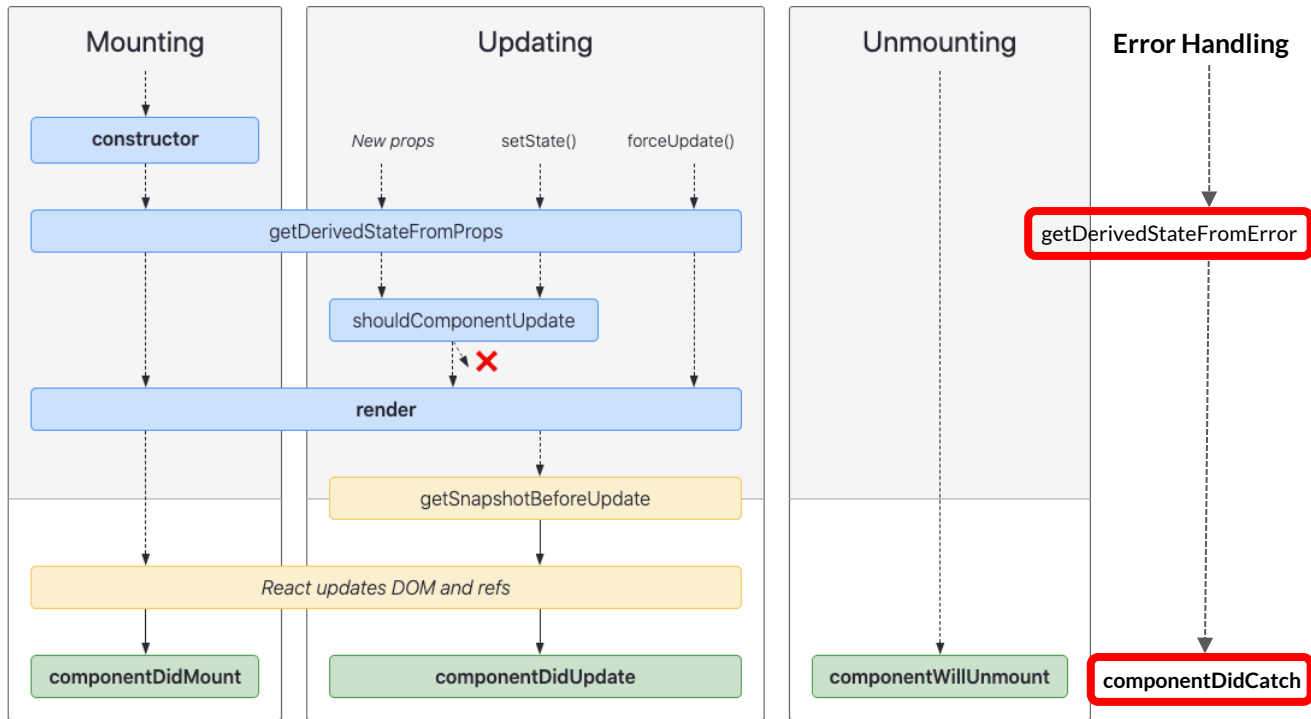 Mounting
Updating
Unmounting
Error Handling
constructor
New props
setState()
forceUpdate()
getDerivedStateFromProps
getDerivedStateFromError
shouldComponentUpdate
render
getSnapshotBeforeUpdate
React updates DOM and refs
componentDidMount
componentDidUpdate
componentWillUnmount
componentDidCatch